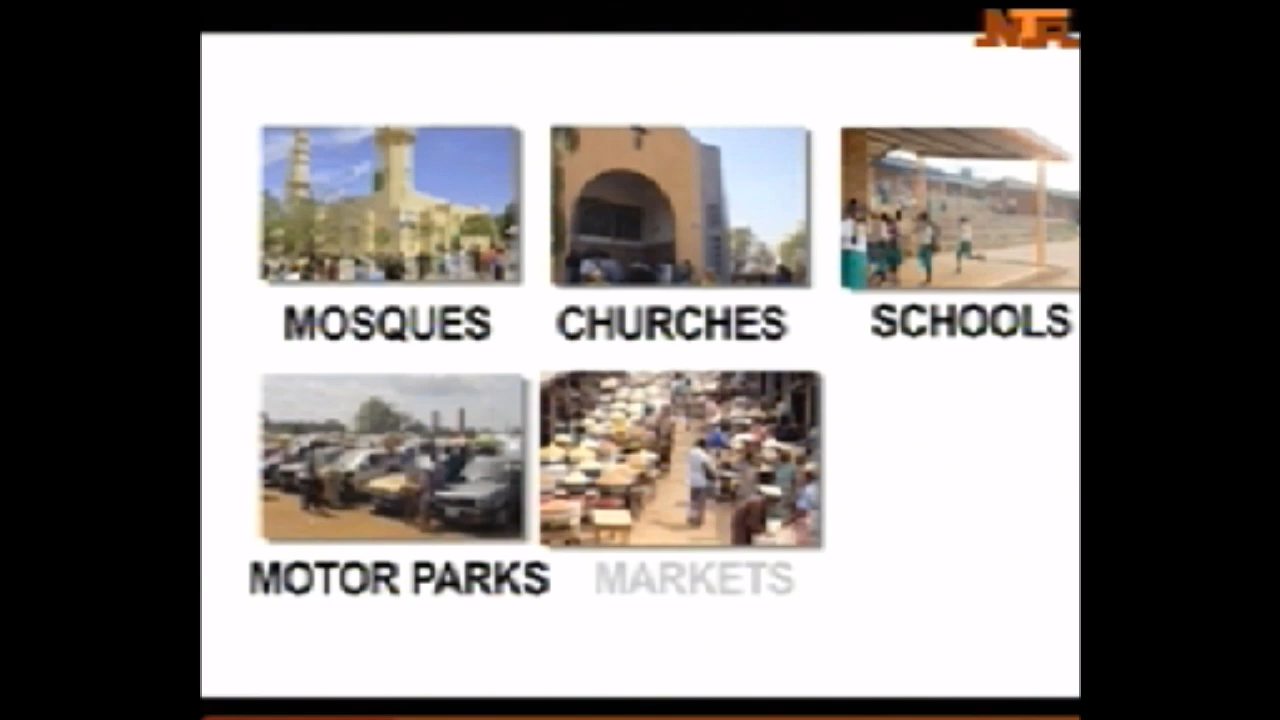 NTA
MOSQUES
CHURCHES
SCHOOLS
MOTOR PARKS
MARKETS